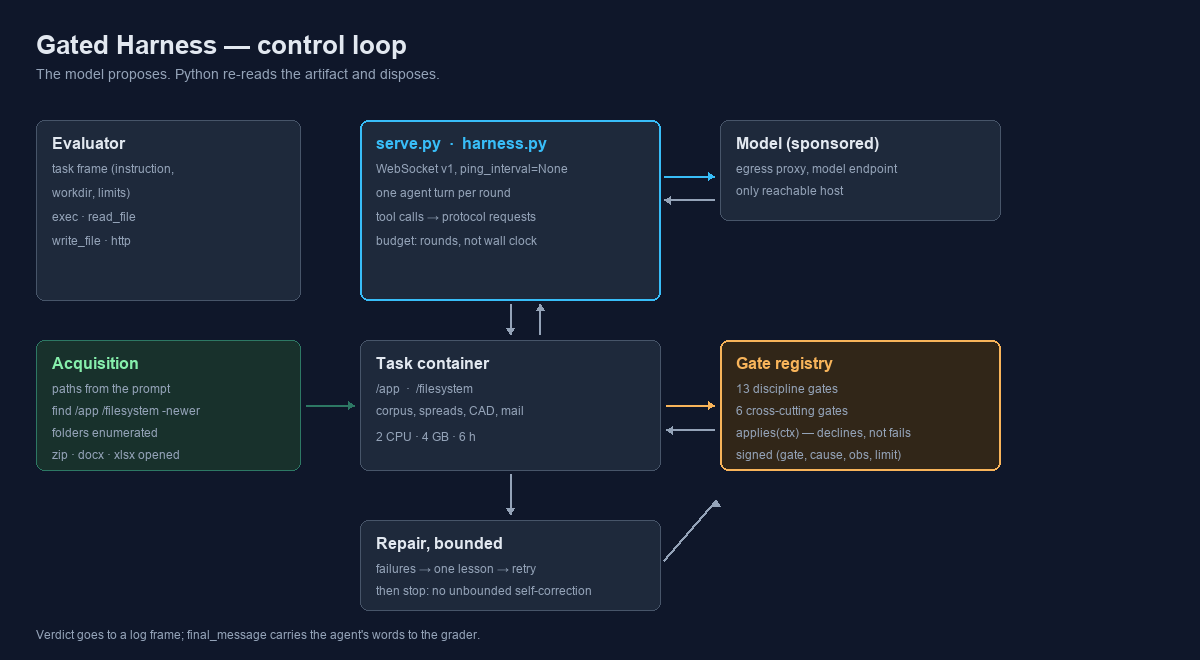 Gated Harness — control loop
The model proposes. Python re-reads the artifact and disposes.
Evaluator
task frame (instruction,
workdir, limits)
exec · read_file
write_file · http
serve.py · harness.py
WebSocket v1, ping_interval=None
one agent turn per round
tool calls → protocol requests
budget: rounds, not wall clock
Model (sponsored)
egress proxy, model endpoint
only reachable host
Acquisition
paths from the prompt
find /app /filesystem -newer
folders enumerated
zip · docx · xlsx opened
Task container
/app · /filesystem
corpus, spreads, CAD, mail
2 CPU · 4 GB · 6 h
Gate registry
13 discipline gates
6 cross-cutting gates
applies(ctx) — declines, not fails
signed (gate, cause, obs, limit)
Repair, bounded
failures → one lesson → retry
then stop: no unbounded self-correction
Verdict goes to a log frame; final_message carries the agent's words to the grader.